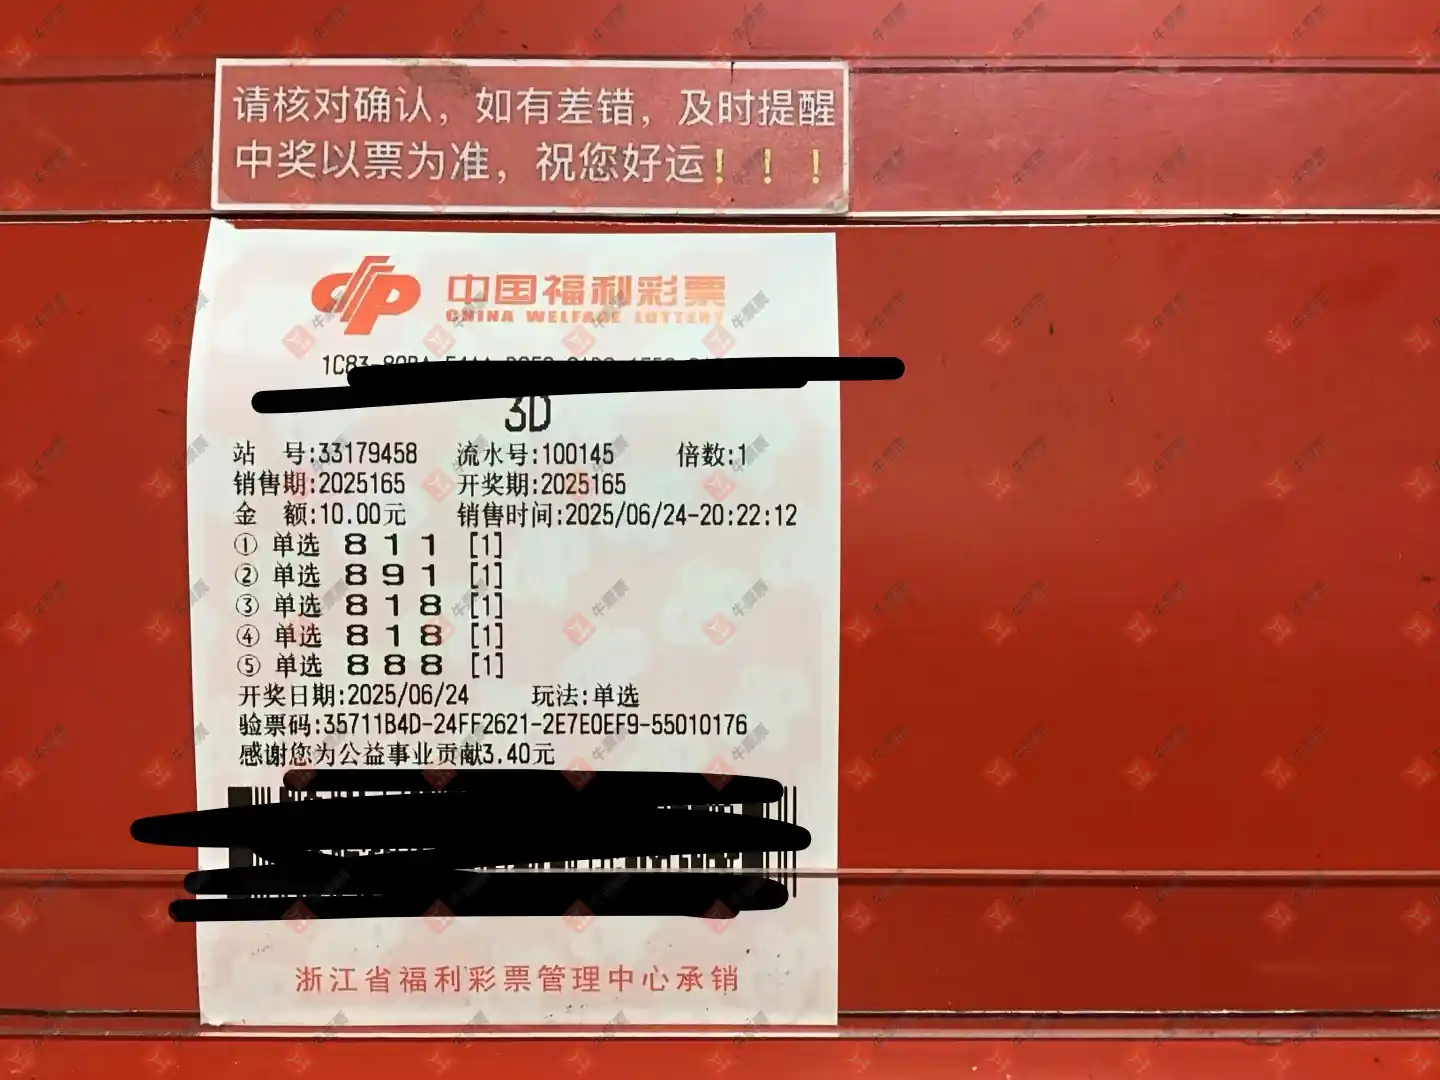 请核对确认，如有差错，及时提醒
中奖以票为准，祝您好运！！！
中国福利彩票
CHINA WELFARE LOTTERY
1C83-
3D
站 号:33179458 流水号:100145 倍数:1
销售期:2025165 开奖期:2025165
金 额:10.00元 销售时间:2025/06/24-20:22:12
① 单选 8 1 1 [1]
② 单选 8 9 1 [1]
③ 单选 8 1 8 [1]
④ 单选 8 1 8 [1]
⑤ 单选 8 8 8 [1]
开奖日期:2025/06/24 玩法:单选
验票码:35711B4D-24FF2621-2E7E0EF9-55010176
感谢您为公益事业贡献3.40元
浙江省福利彩票管理中心承销
牛票票